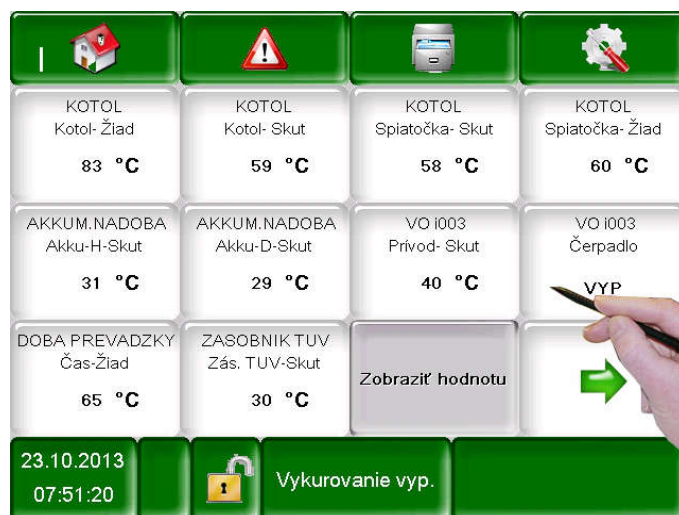 KOTOL
Kotol- Žiad
83 °C
KOTOL
Kotol- Skut
59 °C
KOTOL
Spiatočka- Skut
58 °C
KOTOL
Spiatočka- Žiad
60 °C
AKKUM.NADOBA
Akku-H-Skut
31 °C
AKKUM.NADOBA
Akku-D-Skut
29 °C
VO i003
Prívod- Skut
40 °C
VO i003
Čerpadlo
VYP
DOBA PREVADZKY
Čas-Žiad
65 °C
ZASOBNIK TUV
Zás. TUV-Skut
30 °C
Zobraziť hodnotu
23.10.2013
07:51:20
Vykurovanie vyp.